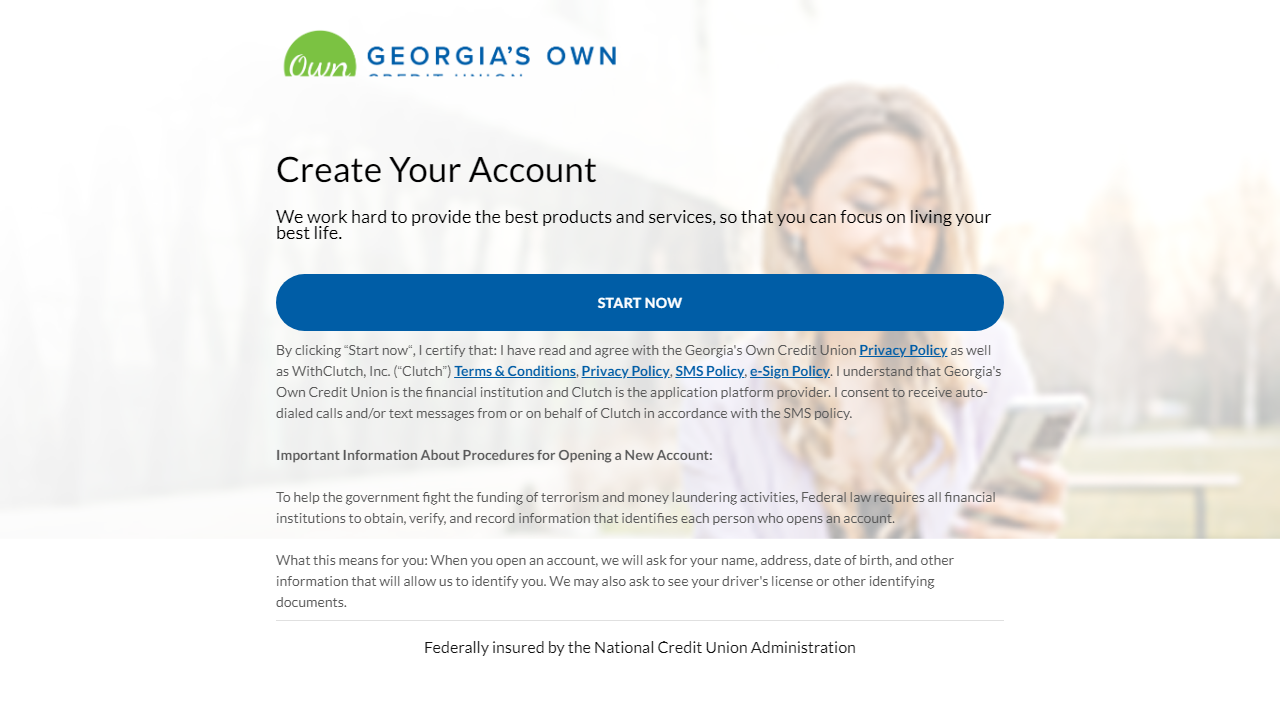 Own GEORGIA'S OWN
CREDIT UNION
Create Your Account
We work hard to provide the best products and services, so that you can focus on living your
best life.
START NOW
By clicking “Start now“, I certify that: I have read and agree with the Georgia's Own Credit Union Privacy Policy as well
as WithClutch, Inc. (“Clutch”) Terms & Conditions, Privacy Policy, SMS Policy, e-Sign Policy. I understand that Georgia's
Own Credit Union is the financial institution and Clutch is the application platform provider. I consent to receive auto-
dialed calls and/or text messages from or on behalf of Clutch in accordance with the SMS policy.
Important Information About Procedures for Opening a New Account:
To help the government fight the funding of terrorism and money laundering activities, Federal law requires all financial
institutions to obtain, verify, and record information that identifies each person who opens an account.
What this means for you: When you open an account, we will ask for your name, address, date of birth, and other
information that will allow us to identify you. We may also ask to see your driver's license or other identifying
documents.
Federally insured by the National Credit Union Administration